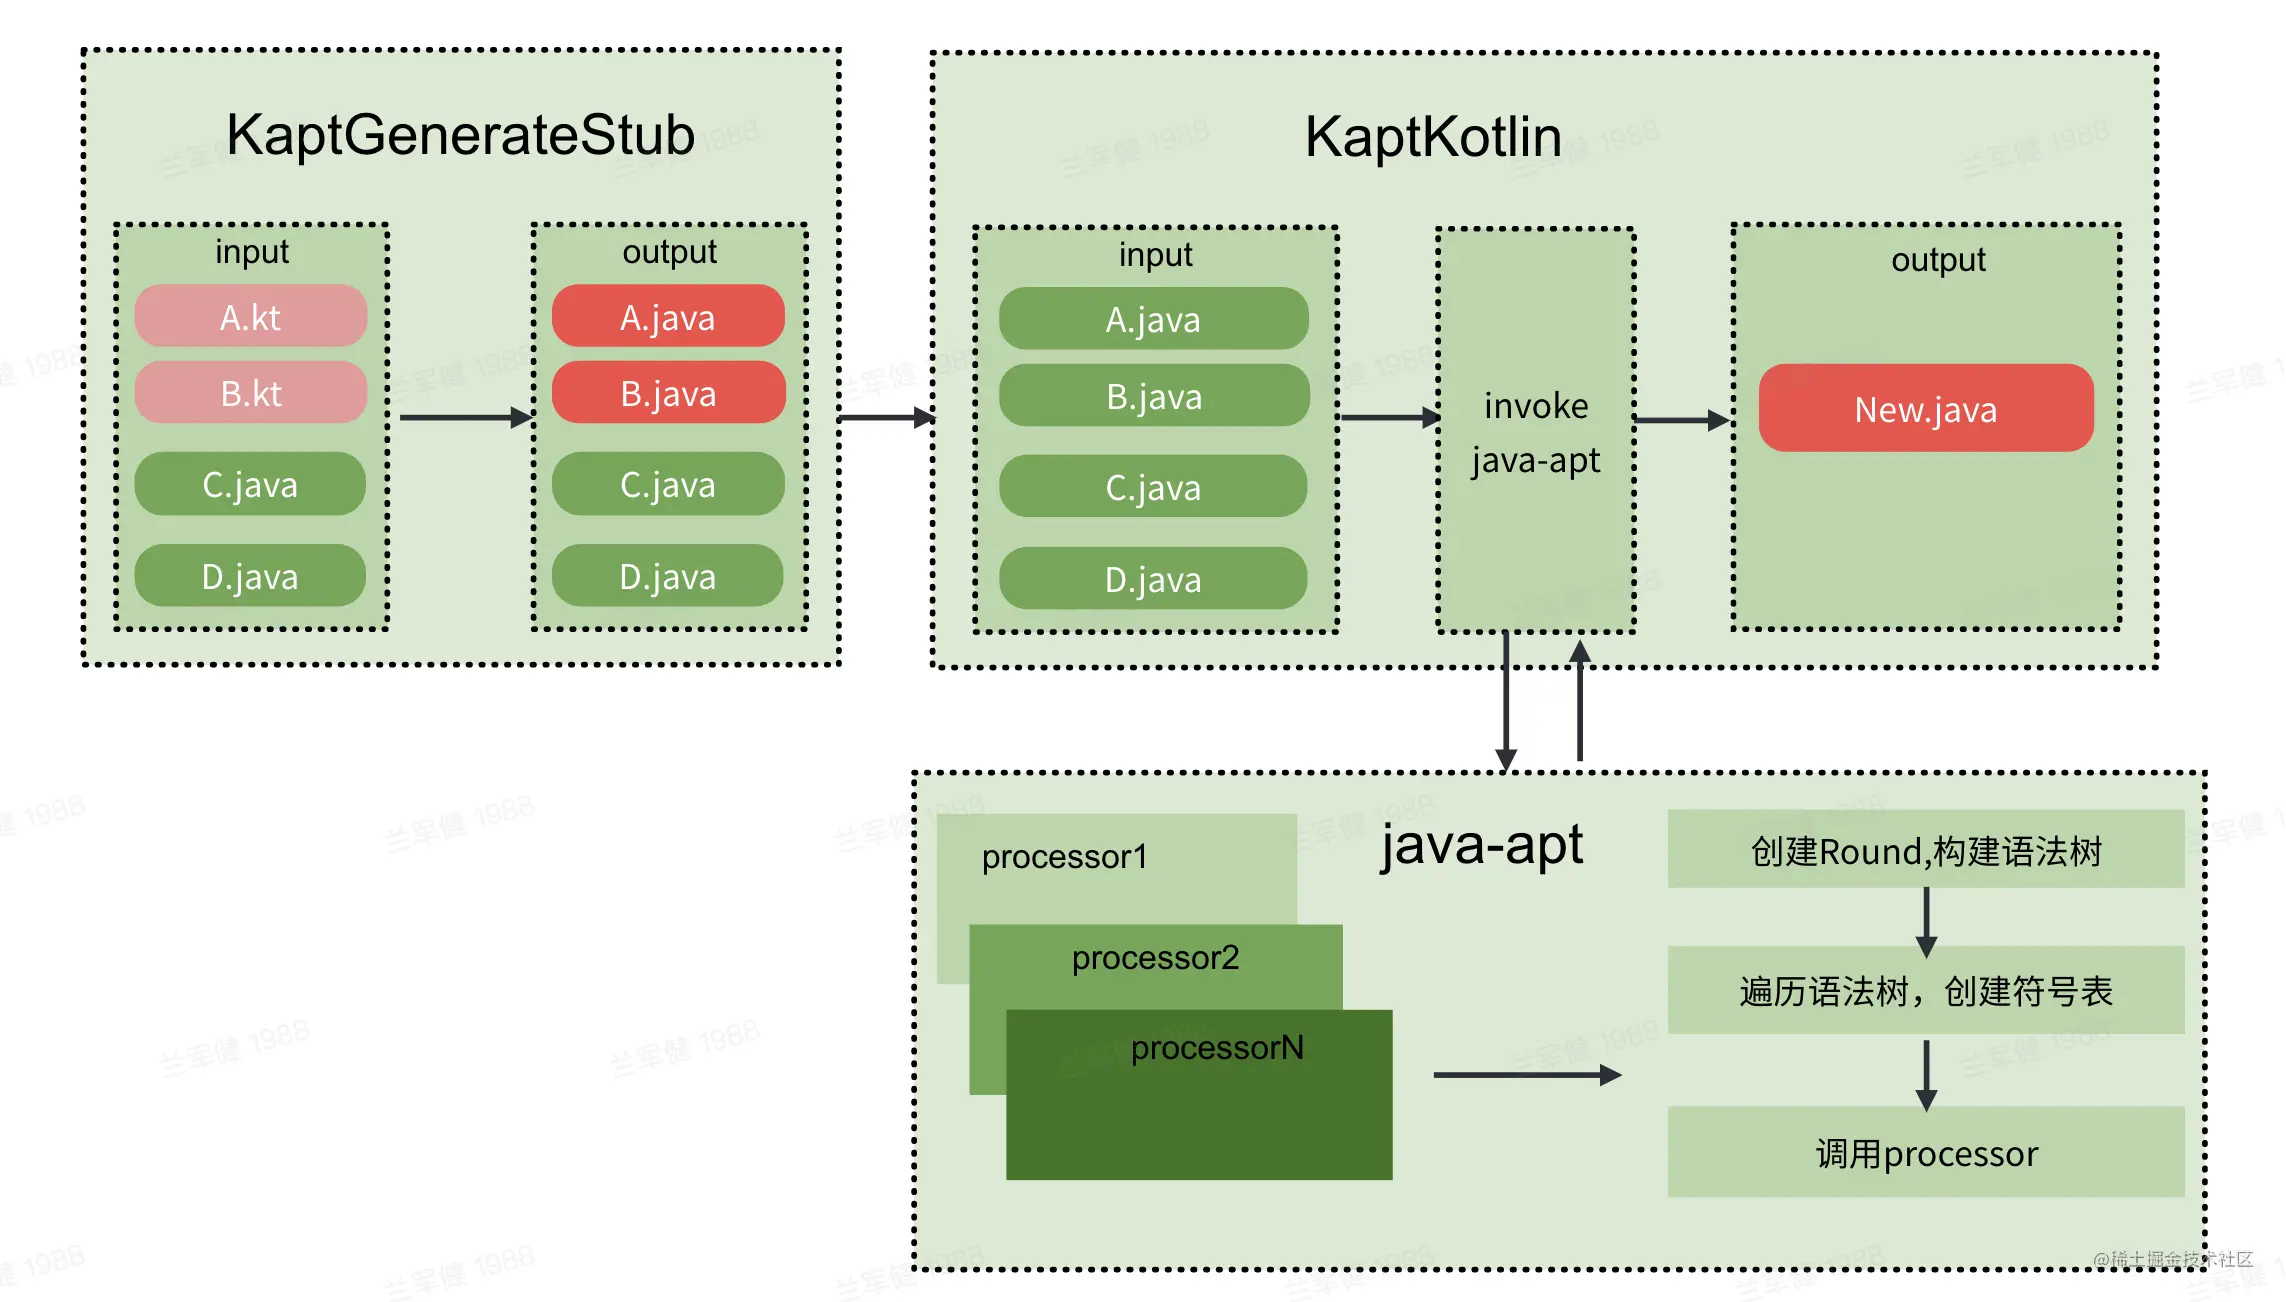 KaptGenerateStub
input
A.kt
B.kt
C.java
D.java
output
A.java
B.java
C.java
D.java
KaptKotlin
input
A.java
B.java
C.java
D.java
invoke
java-apt
output
New.java
java-apt
processor1
processor2
processorN
创建Round,构建语法树
遍历语法树，创建符号表
调用processor
@稀土掘金技术社区
兰军健 1988